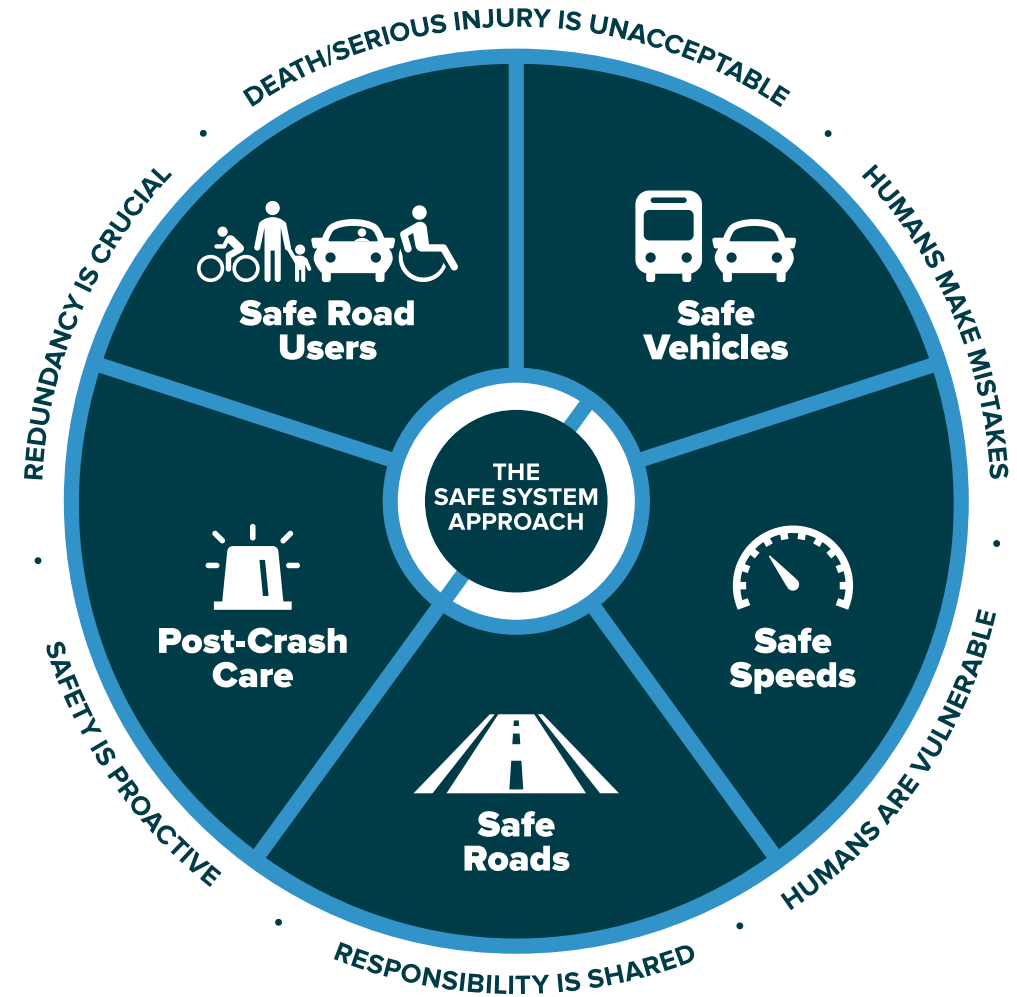 DEATH/SERIOUS INJURY IS UNACCEPTABLE
HUMANS MAKE MISTAKES
HUMANS ARE VULNERABLE
RESPONSIBILITY IS SHARED
SAFETY IS PROACTIVE
REDUNDANCY IS CRUCIAL
Safe Road
Users
Safe
Vehicles
Safe
Speeds
Safe
Roads
Post-Crash
Care
THE
SAFE SYSTEM
APPROACH